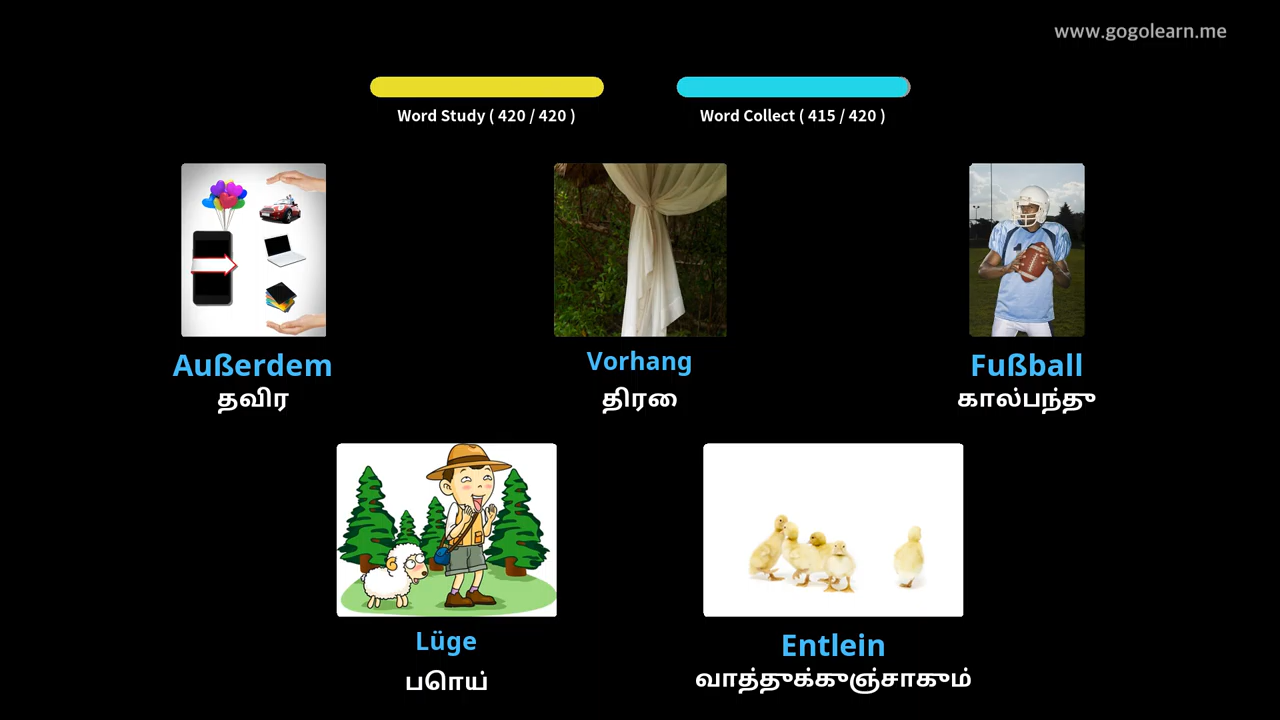 www.gogolearn.me
Word Study ( 420 / 420 )
Word Collect ( 415 / 420 )
Außerdem
தவிர
Vorhang
திரை
Fußball
கால்பந்து
Lüge
பொய்
Entlein
வாத்துக்குஞ்சாகும்